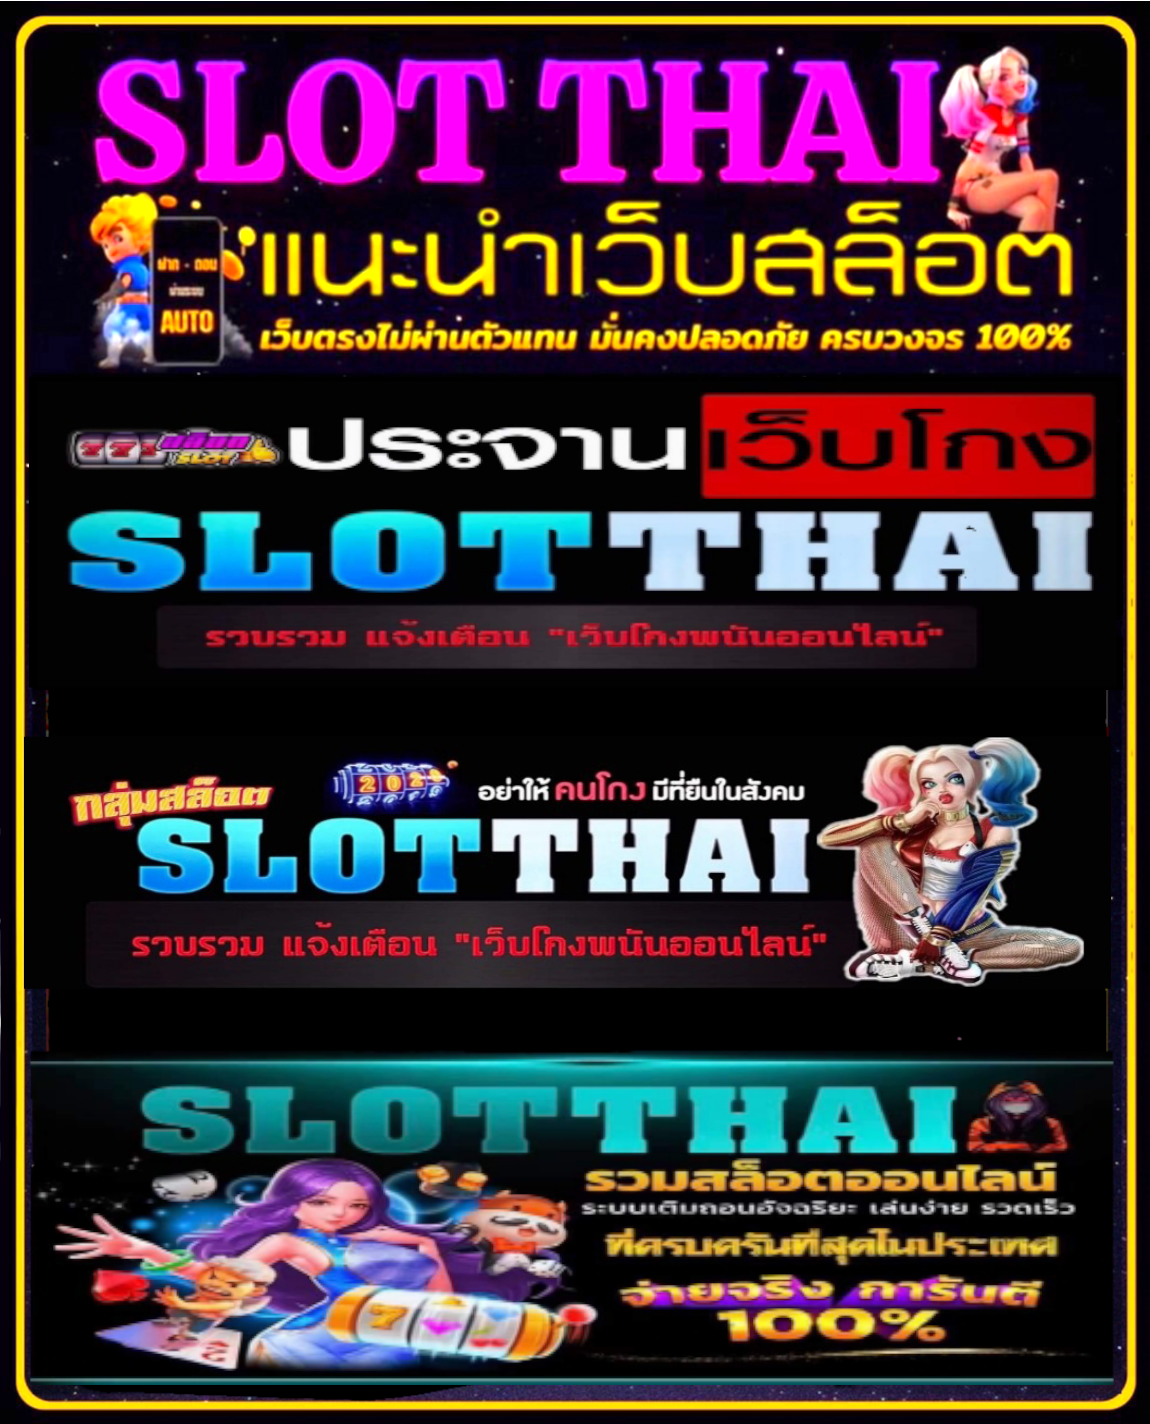 SLOT THAI
แนะนำเว็บสล็อต
ฝาก - ถอน
AUTO
เว็บตรงไม่ผ่านตัวแทน มั่นคงปลอดภัย ครบวงจร 100%
777 สล็อต SLOT
ประจาน เว็บโกง
SLOTTHAI
รวบรวม แจ้งเตือน "เว็บโกงพนันออนไลน์"
กลุ่มสล็อต
อย่าให้ คนโกง มีที่ยืนในสังคม
SLOTTHAI
รวบรวม แจ้งเตือน "เว็บโกงพนันออนไลน์"
SLOTTHAI
รวมสล็อตออนไลน์
ระบบเติมถอนอัจฉริยะ เล่นง่าย รวดเร็ว
ที่ครบครันที่สุดในประเทศ
จ่ายจริง การันตี
100%
7